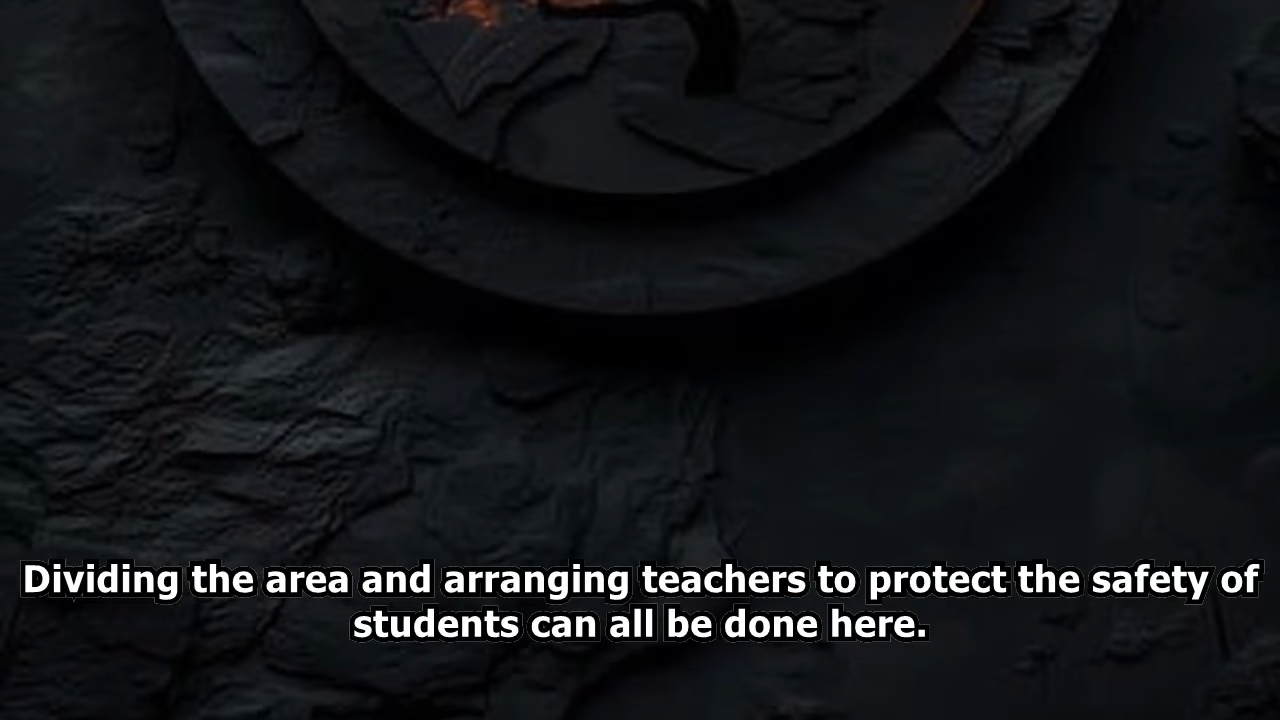 Dividing the area and arranging teachers to protect the safety of
students can all be done here.